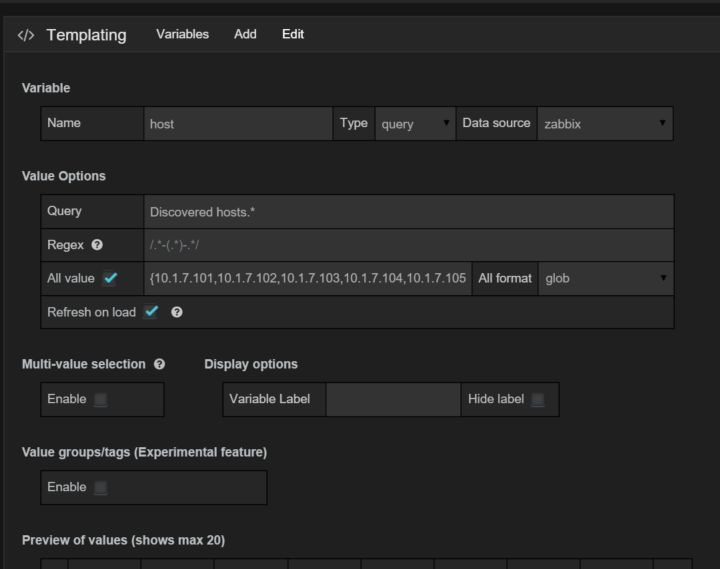 </> Templating Variables Add Edit
Variable
Name host Type query Data source zabbix
Value Options
Query Discovered hosts.*
Regex /.*-(.*)-.*/
All value {10.1.7.101,10.1.7.102,10.1.7.103,10.1.7.104,10.1.7.105 All format glob
Refresh on load
Multi-value selection Display options
Enable Variable Label Hide label
Value groups/tags (Experimental feature)
Enable
Preview of values (shows max 20)